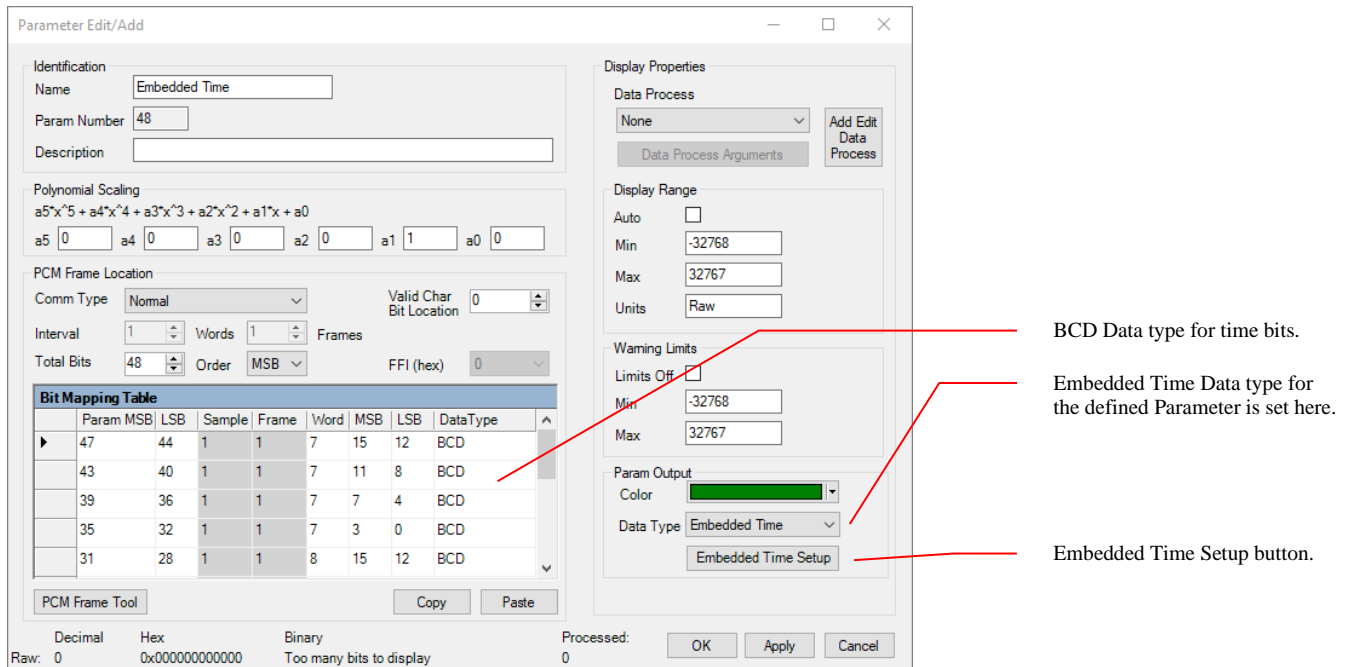 Parameter Edit/Add
Identification
Name Embedded Time
Param Number 48
Description
Polynomial Scaling
a5*x^5 + a4*x^4 + a3*x^3 + a2*x^2 + a1*x + a0
a5 0 a4 0 a3 0 a2 0 a1 1 a0 0
PCM Frame Location
Comm Type Normal Valid Char
Bit Location 0
Interval 1 Words 1 Frames
Total Bits 48 Order MSB FFI (hex) 0
Bit Mapping Table
Param MSB LSB Sample Frame Word MSB LSB DataType
47 44 1 1 7 15 12 BCD
43 40 1 1 7 11 8 BCD
39 36 1 1 7 7 4 BCD
35 32 1 1 7 3 0 BCD
31 28 1 1 8 15 12 BCD
PCM Frame Tool Copy Paste
Decimal Hex Binary Processed:
Raw: 0 0x000000000000 Too many bits to display 0
Display Properties
Data Process
None
Add Edit
Data
Process
Data Process Arguments
Display Range
Auto
Min -32768
Max 32767
Units Raw
Warning Limits
Limits Off
Min -32768
Max 32767
Param Output
Color
Data Type Embedded Time
Embedded Time Setup
OK Apply Cancel
BCD Data type for time bits.
Embedded Time Data type for
the defined Parameter is set here.
Embedded Time Setup button.